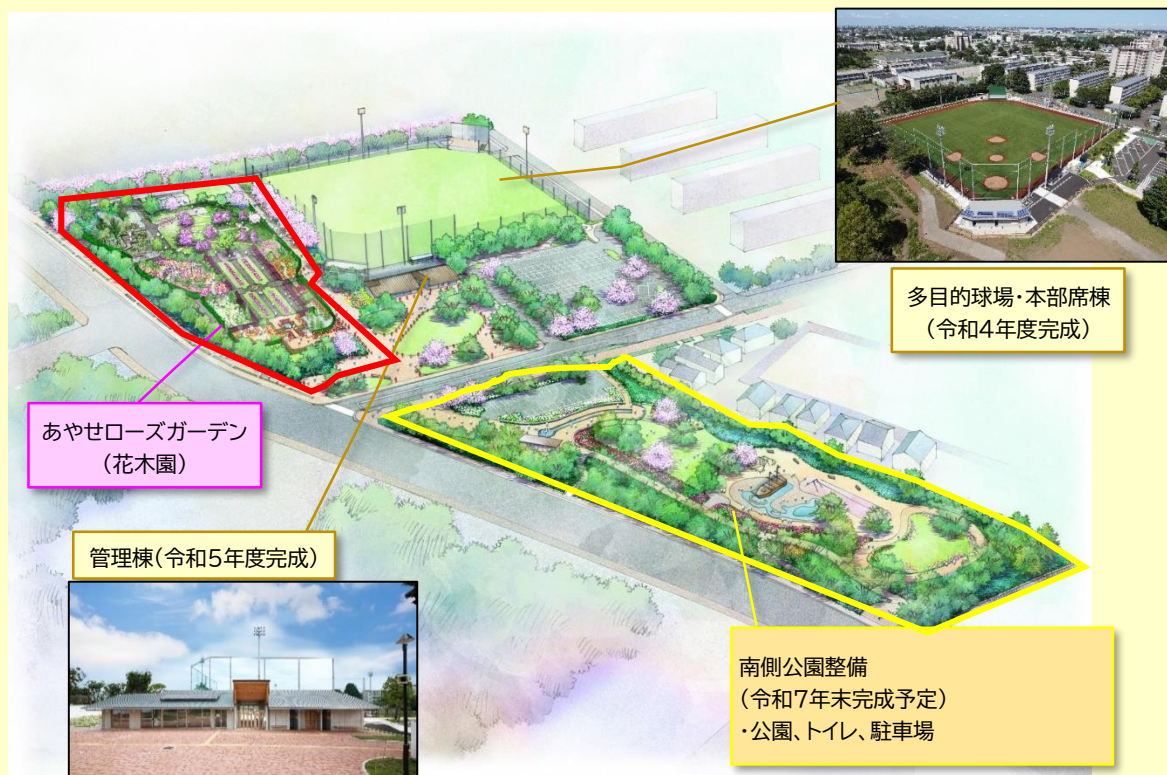 多目的球場・本部席棟
(令和4年度完成)
あやせローズガーデン
(花木園)
管理棟(令和5年度完成)
南側公園整備
(令和7年末完成予定)
・公園、トイレ、駐車場